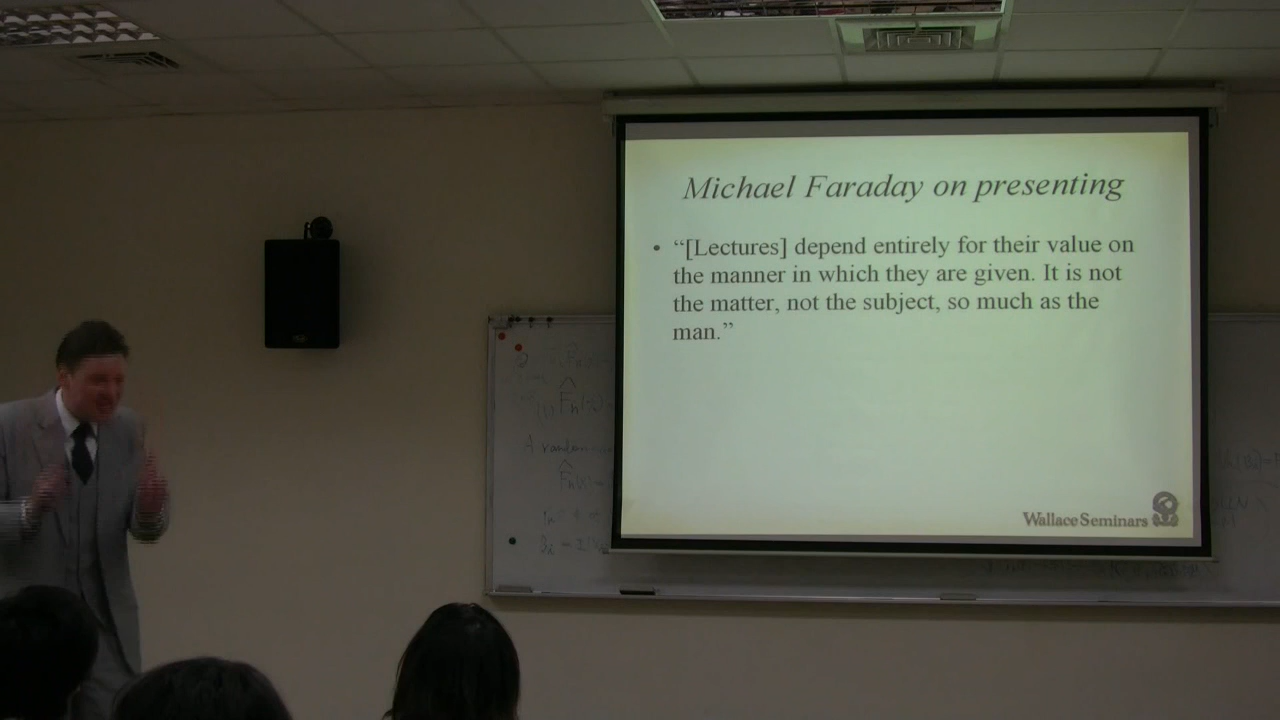 Michael Faraday on presenting
• “[Lectures] depend entirely for their value on
the manner in which they are given. It is not
the matter, not the subject, so much as the
man.”
Wallace Seminars
A random